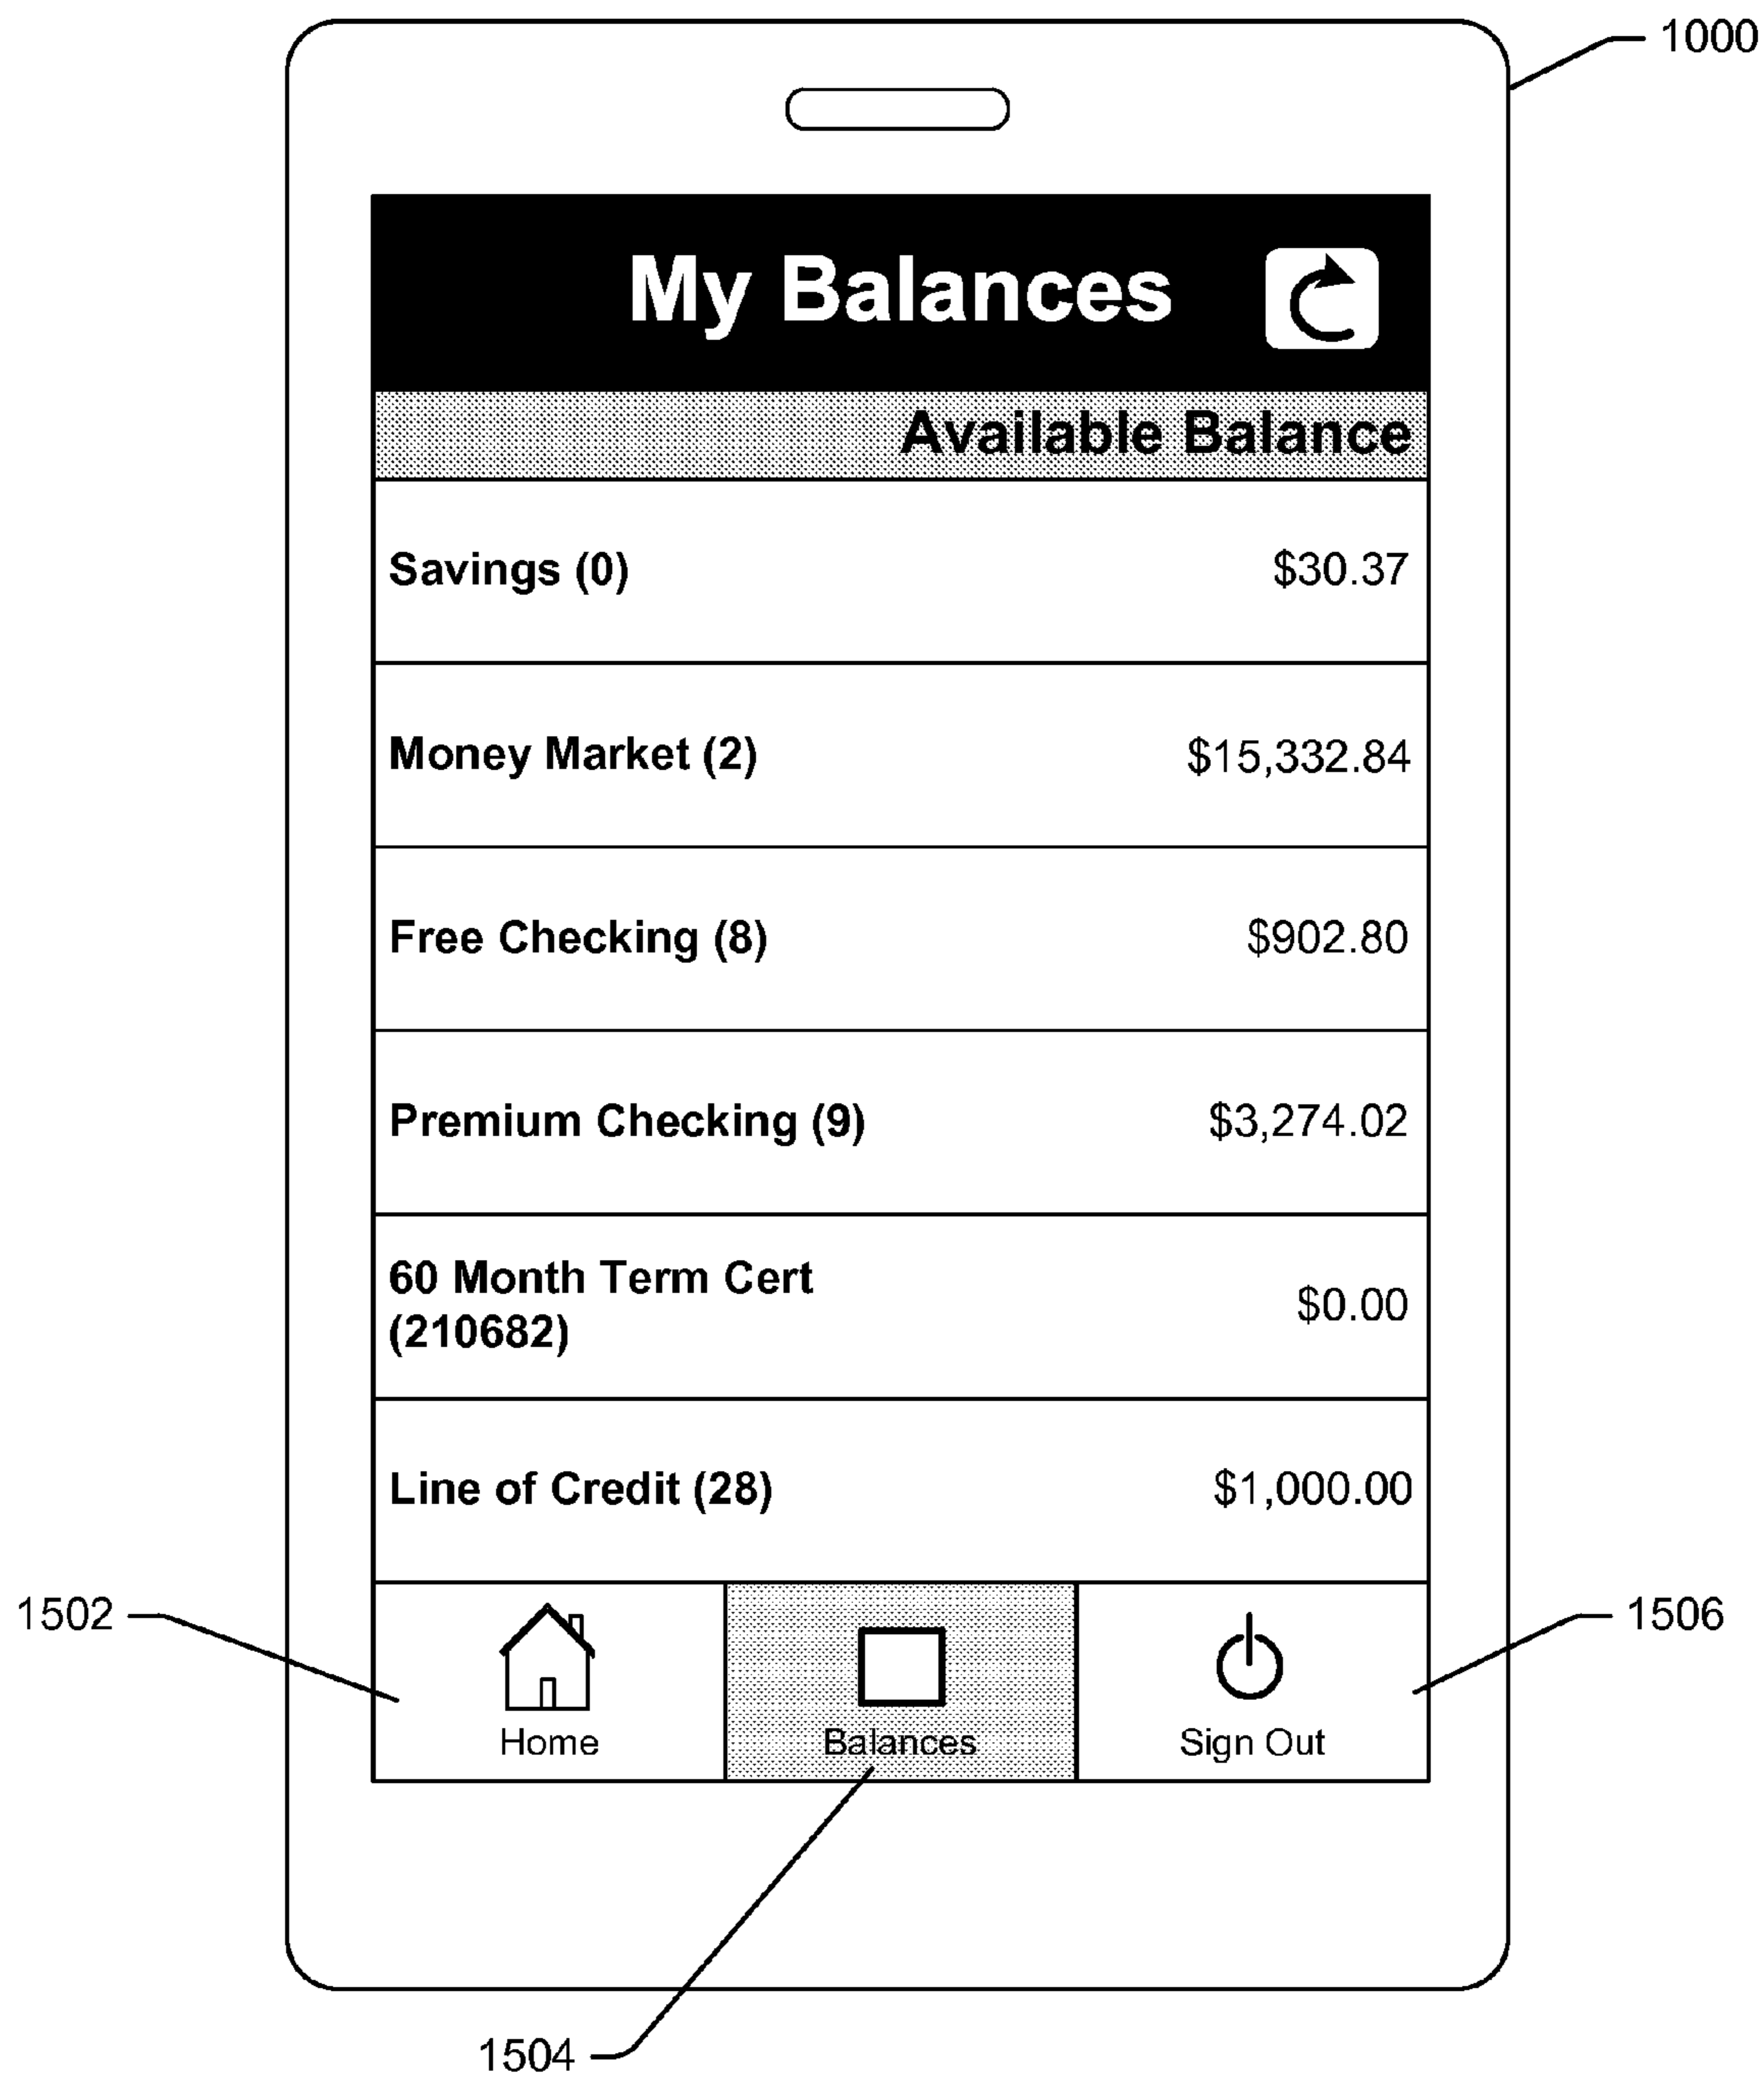 1000
My Balances
Available Balance
Savings (0) $30.37
Money Market (2) $15,332.84
Free Checking (8) $902.80
Premium Checking (9) $3,274.02
60 Month Term Cert
(210682) $0.00
Line of Credit (28) $1,000.00
1502
1506
Home Balances Sign Out
1504